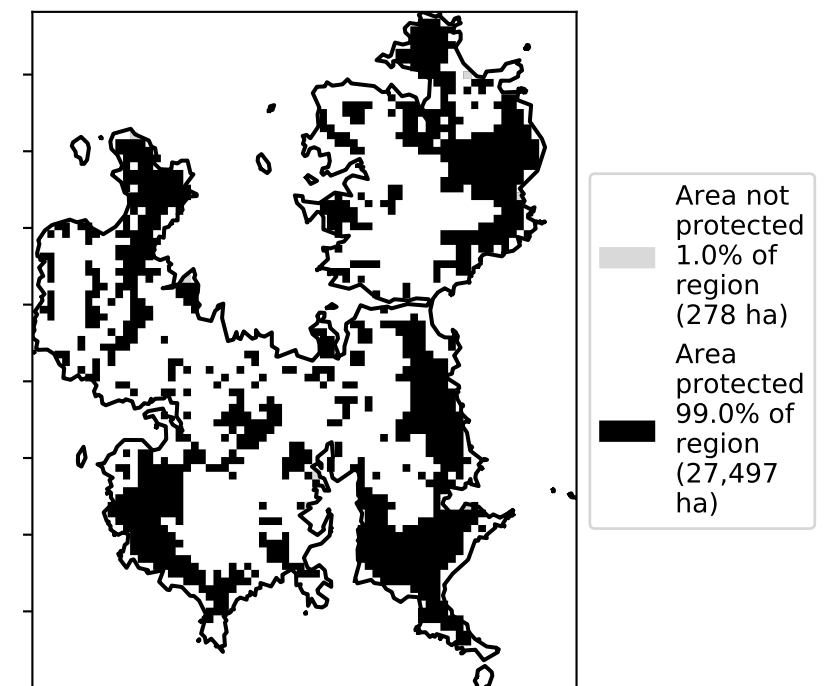 Area not
protected
1.0% of
region
(278 ha)
Area
protected
99.0% of
region
(27,497
ha)